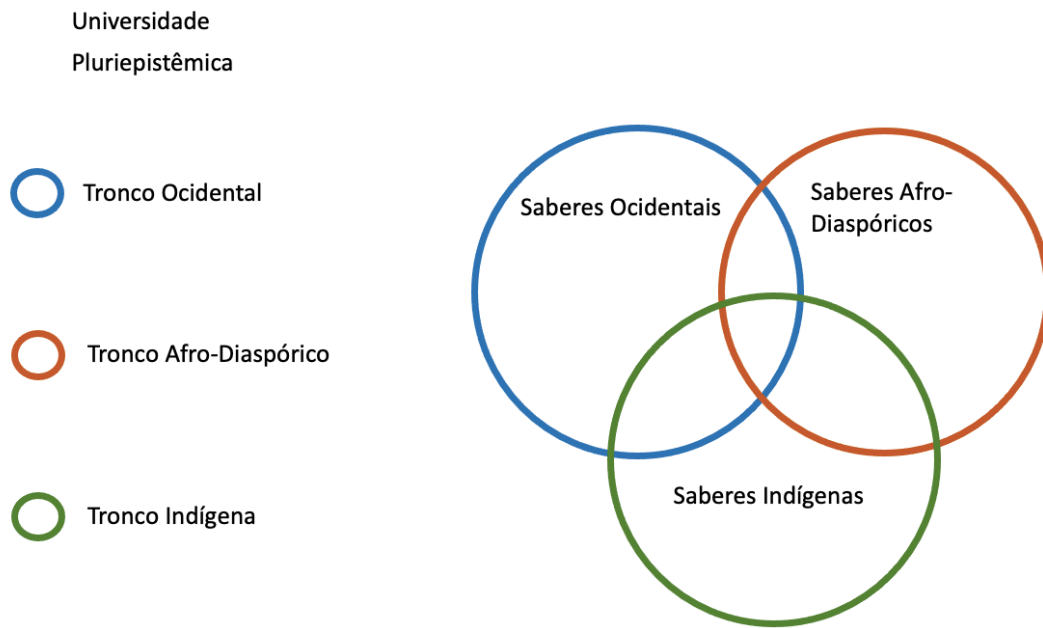 Universidade
Pluriepistêmica
Tronco Ocidental
Tronco Afro-Diaspórico
Tronco Indígena
Saberes Ocidentais
Saberes Afro-
Diaspóricos
Saberes Indígenas